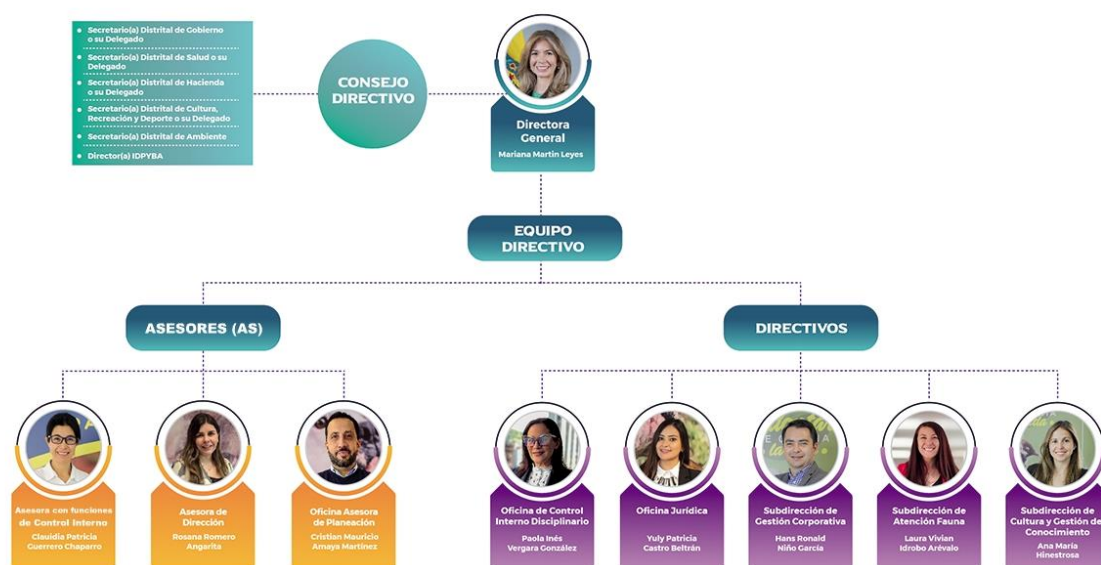 Secretario(a) Distrital de Gobierno
o su Delegado
Secretario(a) Distrital de Salud o su
Delegado
Secretario(a) Distrital de Hacienda
o su Delegado
Secretario(a) Distrital de Cultura,
Recreación y Deporte o su Delegado
Secretario(a) Distrital de Ambiente
Director(a) IDPYBA
CONSEJO
DIRECTIVO
Directora
General
Mariana Martin Leyes
EQUIPO
DIRECTIVO
ASESORES (AS)
DIRECTIVOS
Asesora con funciones
de Control Interno
Clauidia Patricia
Guerrero Chaparro
Asesora de
Dirección
Rosana Romero
Angarita
Oficina Asesora
de Planeación
Cristian Mauricio
Amaya Martínez
Oficina de Control
Interno Disciplinario
Paola Inés
Vergara González
Oficina Jurídica
Yuly Patricia
Castro Beltrán
Subdirección de
Gestión Corporativa
Hans Ronald
Niño García
Subdirección de
Atención Fauna
Laura Vivian
Idrobo Arévalo
Subdirección de
Cultura y Gestión de
Conocimiento
Ana María
Hinestrosa